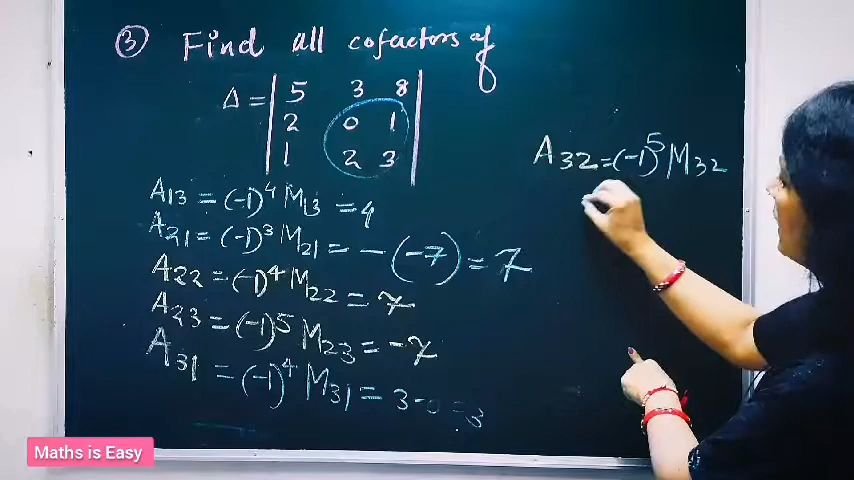 ③ Find all cofactors of
Δ = | 5 3 8 |
| 2 0 1 |
| 1 2 3 |
A32 = (-1)^5 M32
A13 = (-1)^4 M13 = 4
A21 = (-1)^3 M21 = -(-7) = 7
A22 = (-1)^4 M22 = 7
A23 = (-1)^5 M23 = -7
A31 = (-1)^4 M31 = 3-0 = 3
Maths is Easy